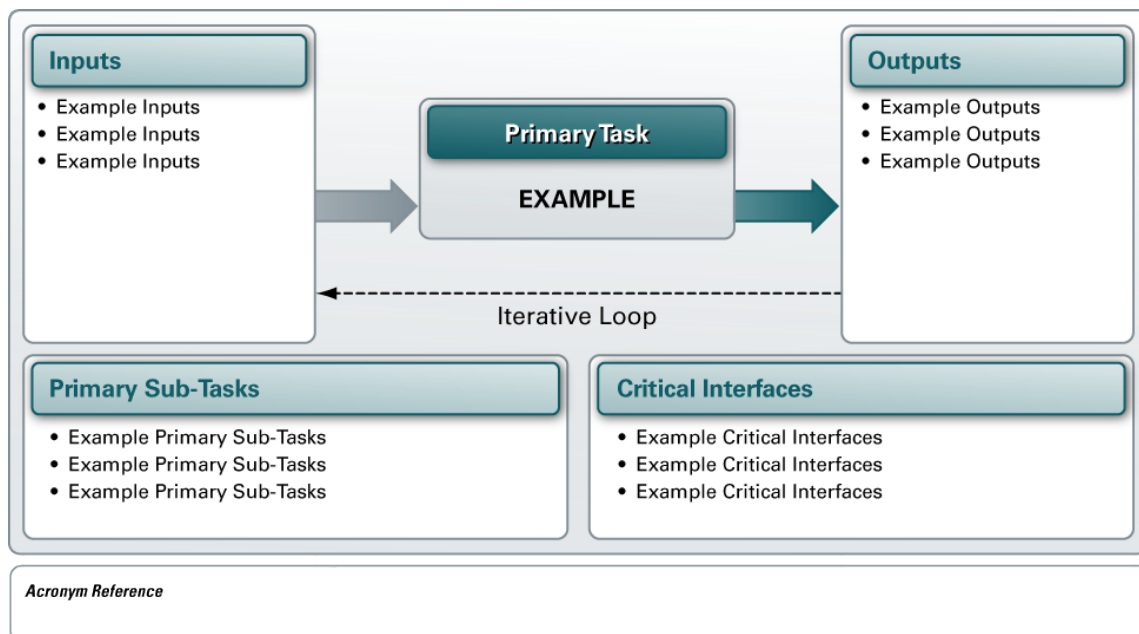 Inputs
• Example Inputs
• Example Inputs
• Example Inputs
Primary Task
EXAMPLE
Outputs
• Example Outputs
• Example Outputs
• Example Outputs
Iterative Loop
Primary Sub-Tasks
• Example Primary Sub-Tasks
• Example Primary Sub-Tasks
• Example Primary Sub-Tasks
Critical Interfaces
• Example Critical Interfaces
• Example Critical Interfaces
• Example Critical Interfaces
Acronym Reference